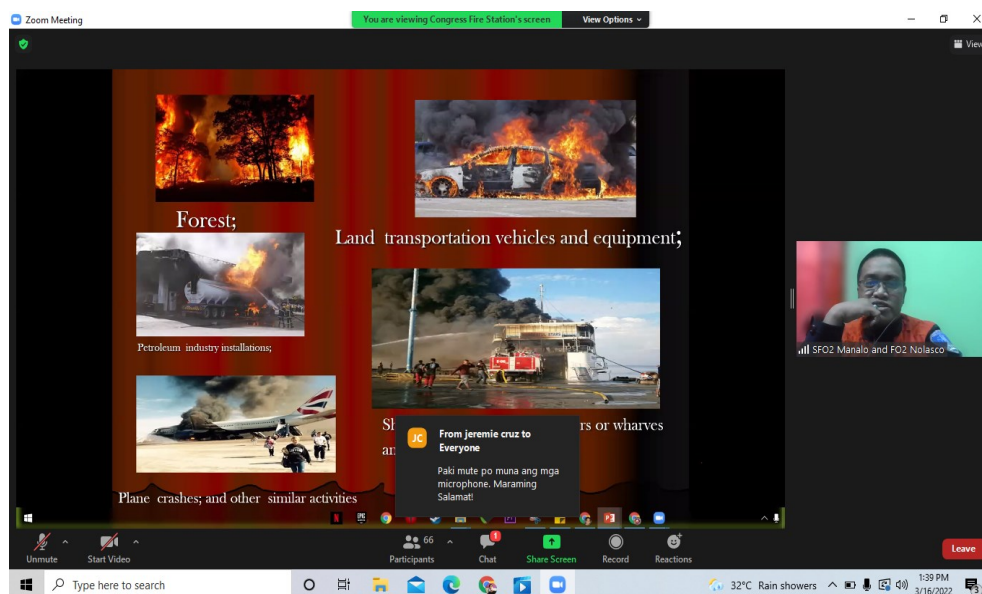 Zoom Meeting
You are viewing Congress Fire Station's screen
View Options
View
Forest;
Land transportation vehicles and equipment;
Petroleum industry installations;
Plane crashes; and other similar activities
or wharves
JC
From jeremie cruz to
Everyone
Paki mute po muna ang mga
microphone. Maraming
Salamat!
SFO2 Manalo and FO2 Nolasco
Unmute
Start Video
66
Participants
1
Chat
Share Screen
Record
Reactions
Leave
Type here to search
32°C Rain showers
1:39 PM
3/16/2022
3